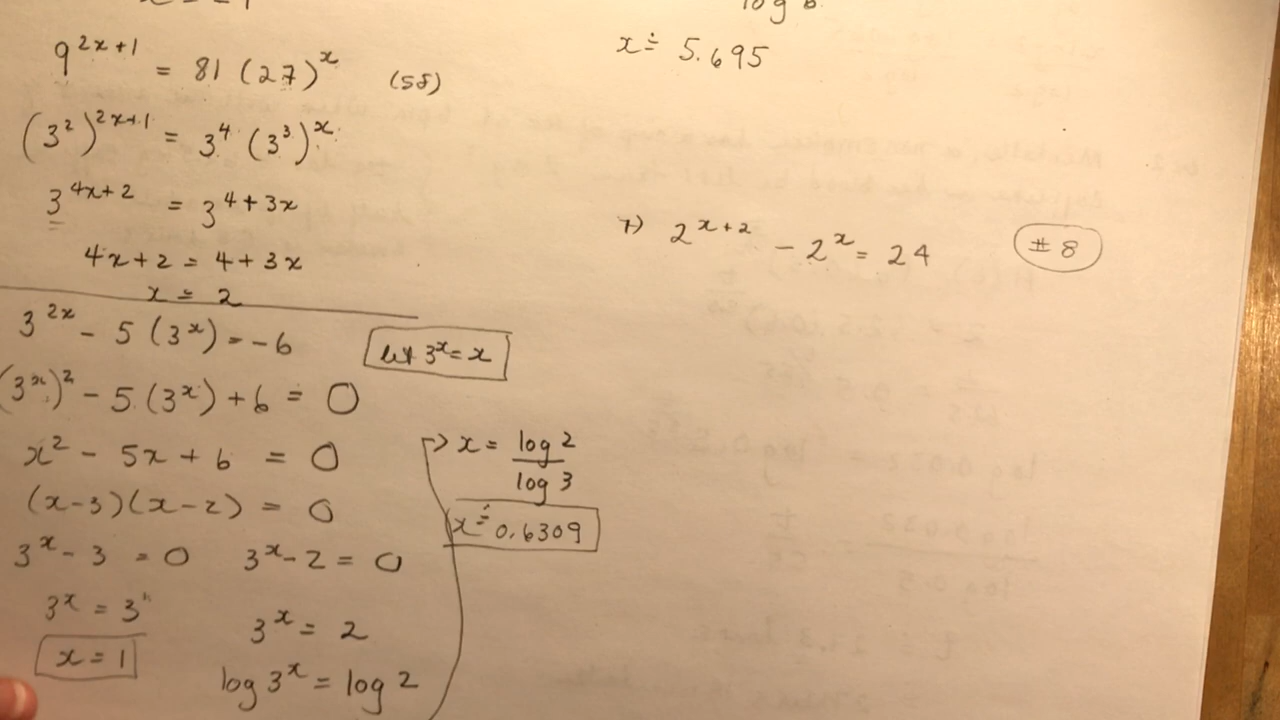 9^{2x+1} = 81 (27)^x (5δ)
(3^2)^{2x+1} = 3^4 (3^3)^x
3^{4x+2} = 3^{4+3x}
4x+2 = 4+3x
x = 2
3^{2x} - 5 (3^x) = -6
let 3^x = x
(3^x)^2 - 5 (3^x) + 6 = 0
x^2 - 5x + 6 = 0
(x-3)(x-2) = 0
3^x - 3 = 0 3^x - 2 = 0
3^x = 3^1
x = 1
3^x = 2
log 3^x = log 2
→ x = log 2 / log 3
x ≐ 0.6309
x ≐ 5.695
7) 2^{x+2} - 2^x = 24
# 8